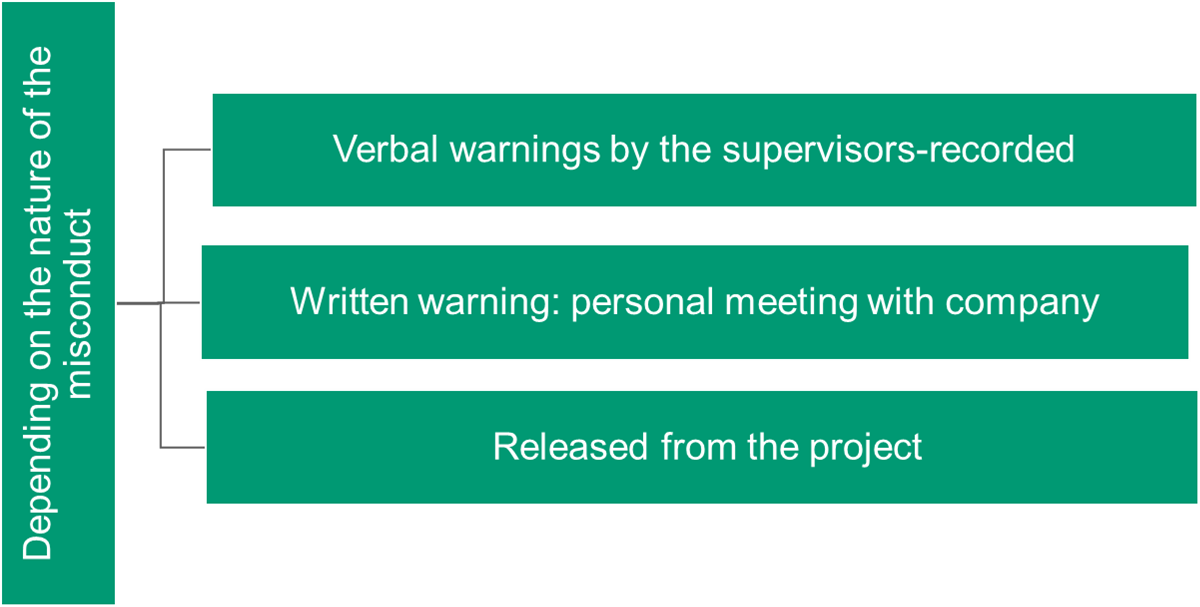 Depending on the nature of the
misconduct
Verbal warnings by the supervisors-recorded
Written warning: personal meeting with company
Released from the project